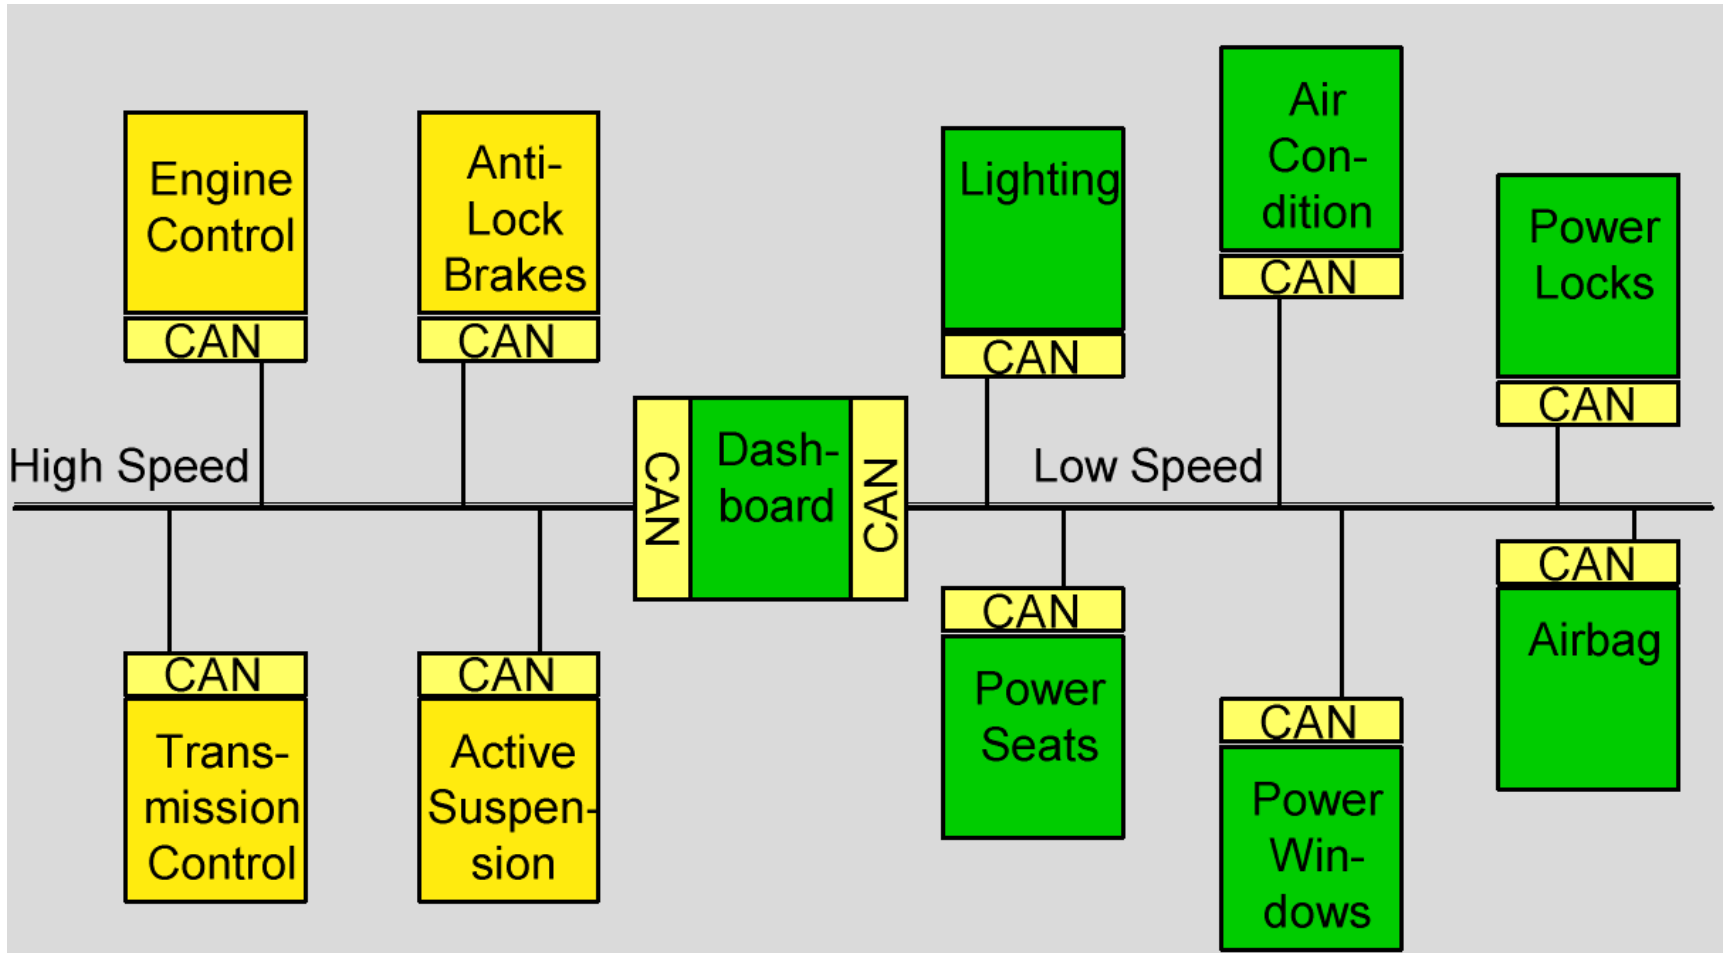 Engine
Control
CAN
Anti-
Lock
Brakes
CAN
High Speed
CAN
Trans-
mission
Control
CAN
Active
Suspen-
sion
CAN
Dash-
board
CAN
Lighting
CAN
Air
Con-
dition
CAN
Power
Locks
CAN
Low Speed
CAN
Power
Seats
CAN
Power
Win-
dows
CAN
Airbag